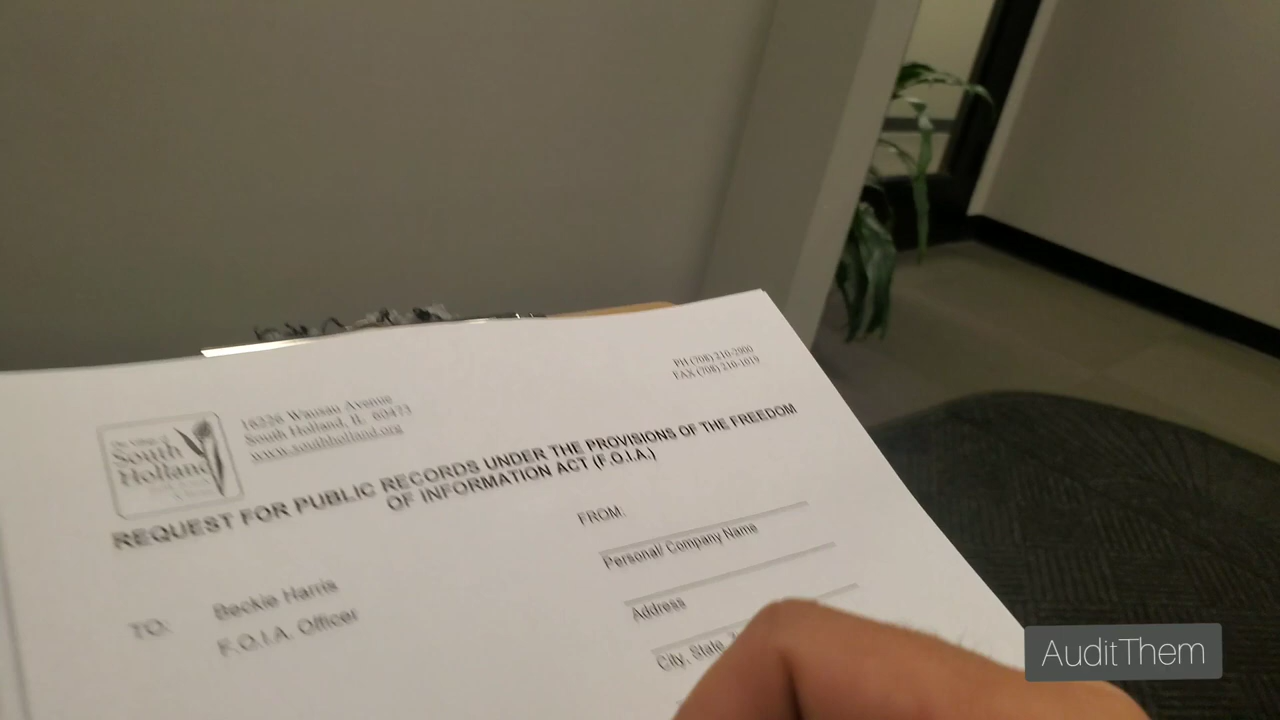 PH (708) 210-2900
FAX (708) 210-1019
The Village of
South
Holland
16226 Wausau Avenue
South Holland, IL 60473
www.southholland.org
REQUEST FOR PUBLIC RECORDS UNDER THE PROVISIONS OF THE FREEDOM
OF INFORMATION ACT (F.O.I.A.)
FROM:
Personal/ Company Name
TO:
Beckie Harris
F.O.I.A. Officer
Address
City, State,
AuditThem